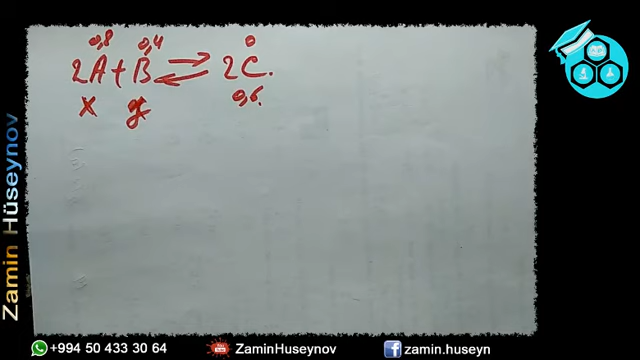 0,8 0,4 0
2A + B ⇄ 2C.
x y 0,6.
Zamin Hüseynov
+994 50 433 30 64
ZaminHuseynov
zamin.huseyn